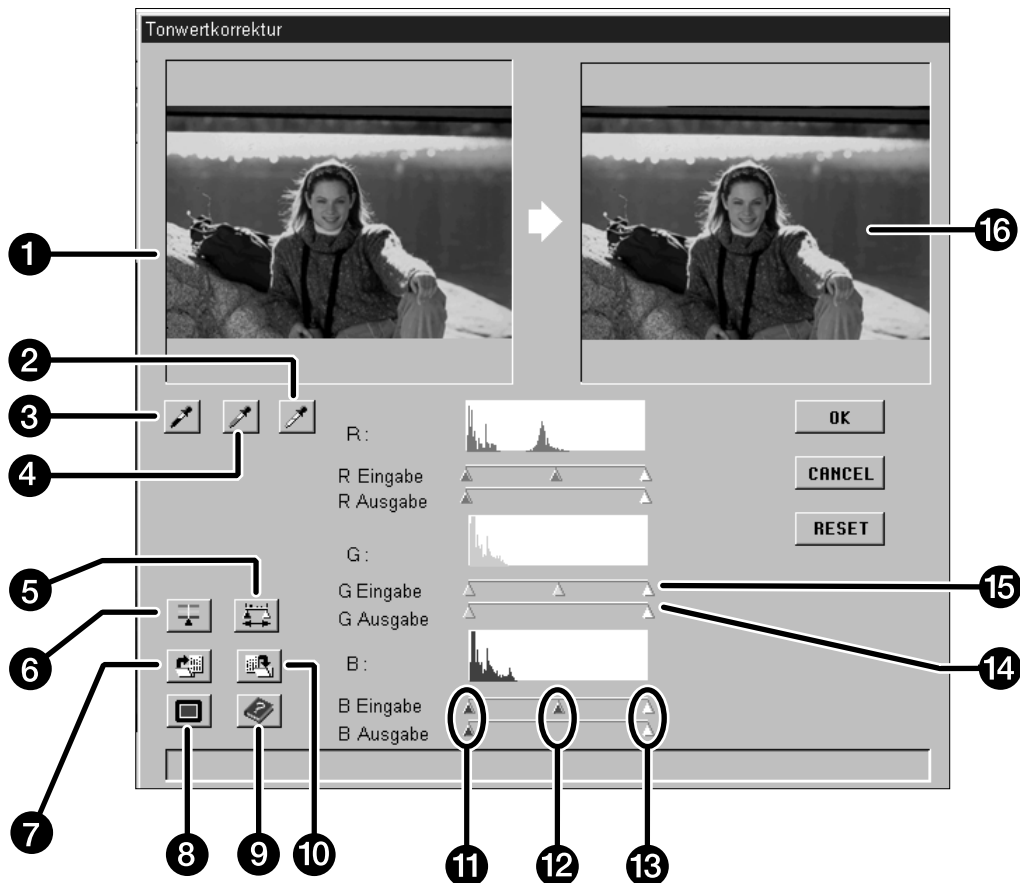 Tonwertkorrektur
1
16
2
3
4
R:
OK
R Eingabe
CANCEL
R Ausgabe
RESET
G:
5
15
G Eingabe
G Ausgabe
6
14
B:
7
B Eingabe
B Ausgabe
8
9
10
11
12
13